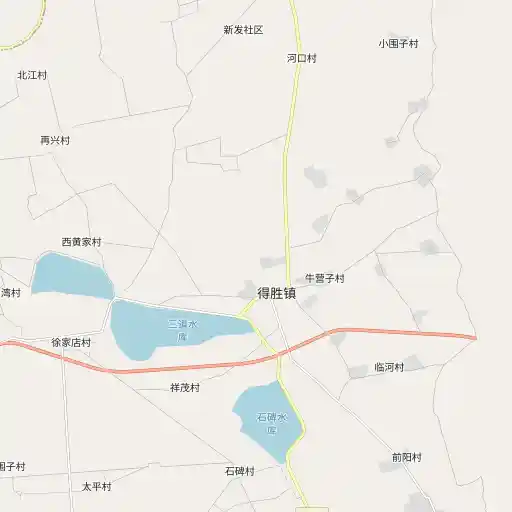 新发社区
小围子村
河口村
北江村
再兴村
西黄家村
牛营子村
湾村
得胜镇
三道水
库
徐家店村
临河村
祥茂村
石碑水
库
前阳村
围子村
石碑村
太平村